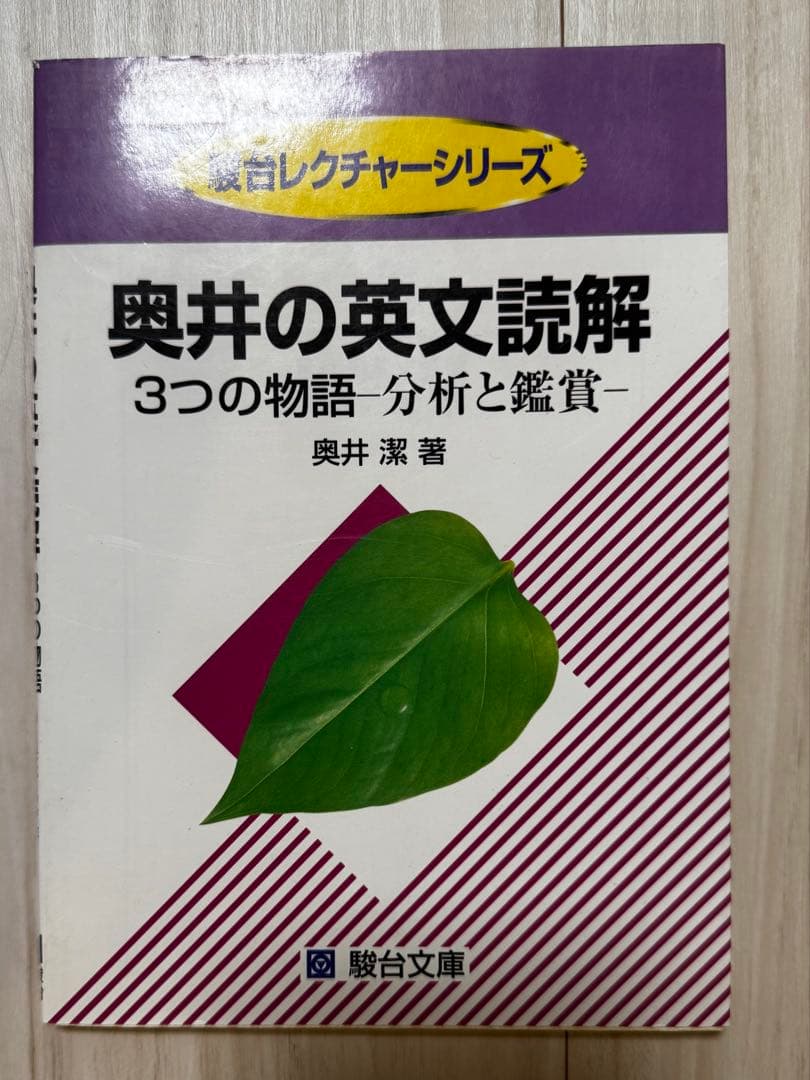 駿台レクチャーシリーズ
奥井の英文読解
3つの物語−分析と鑑賞−
奥井 潔 著
駿台文庫